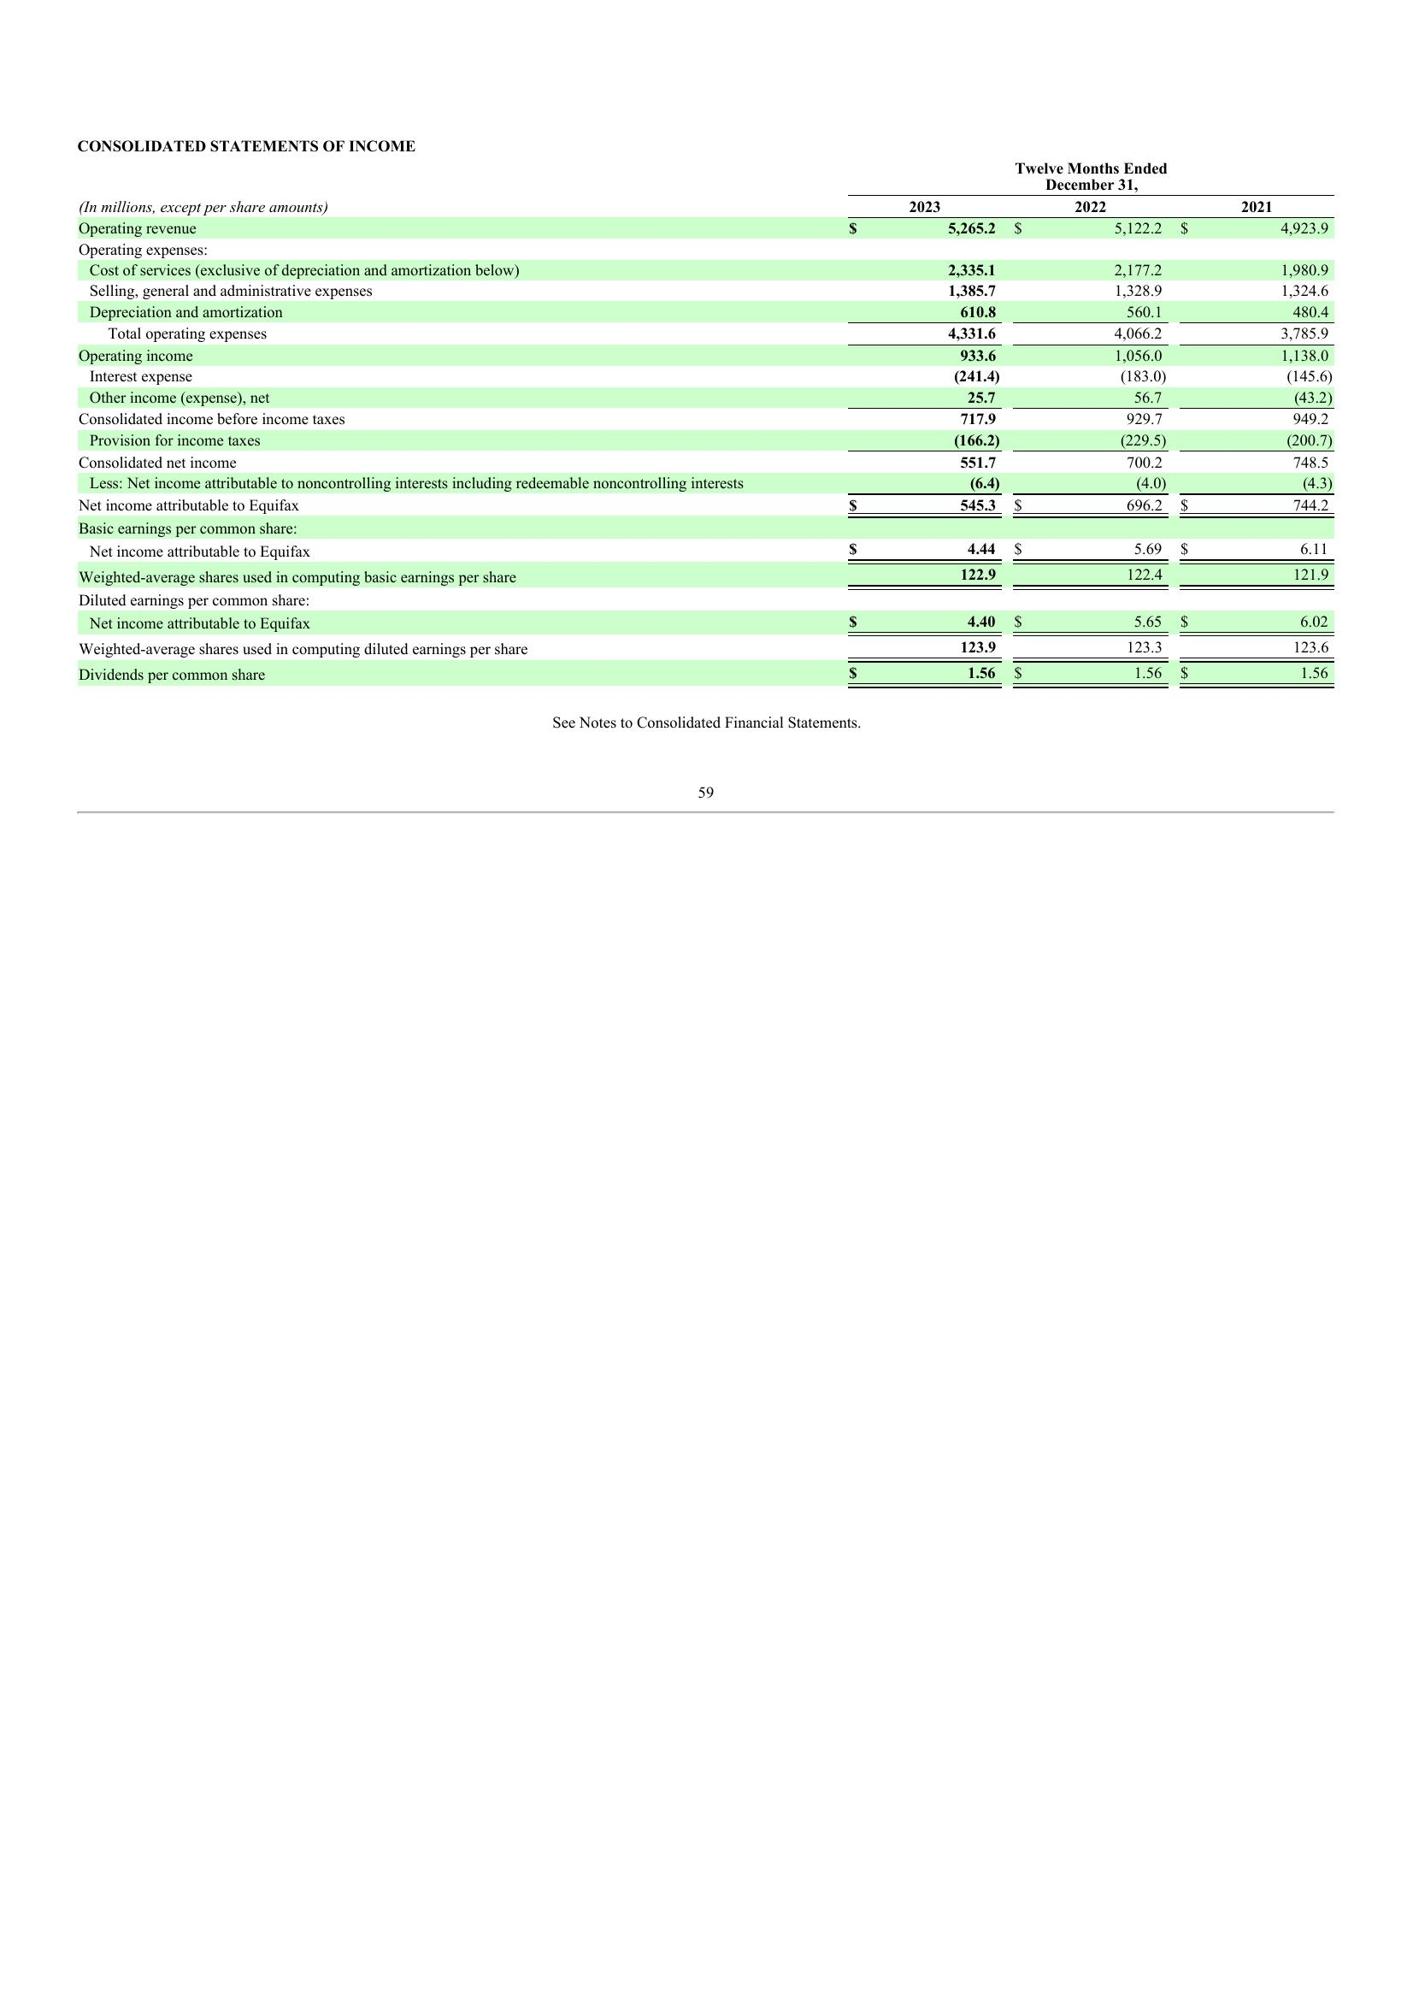 CONSOLIDATED STATEMENTS OF INCOME
Twelve Months Ended
December 31,
(In millions, except per share amounts) 2023 2022 2021
Operating revenue $ 5,265.2 $ 5,122.2 $ 4,923.9
Operating expenses:
Cost of services (exclusive of depreciation and amortization below) 2,335.1 2,177.2 1,980.9
Selling, general and administrative expenses 1,385.7 1,328.9 1,324.6
Depreciation and amortization 610.8 560.1 480.4
Total operating expenses 4,331.6 4,066.2 3,785.9
Operating income 933.6 1,056.0 1,138.0
Interest expense (241.4) (183.0) (145.6)
Other income (expense), net 25.7 56.7 (43.2)
Consolidated income before income taxes 717.9 929.7 949.2
Provision for income taxes (166.2) (229.5) (200.7)
Consolidated net income 551.7 700.2 748.5
Less: Net income attributable to noncontrolling interests including redeemable noncontrolling interests (6.4) (4.0) (4.3)
Net income attributable to Equifax $ 545.3 $ 696.2 $ 744.2
Basic earnings per common share:
Net income attributable to Equifax $ 4.44 $ 5.69 $ 6.11
Weighted-average shares used in computing basic earnings per share 122.9 122.4 121.9
Diluted earnings per common share:
Net income attributable to Equifax $ 4.40 $ 5.65 $ 6.02
Weighted-average shares used in computing diluted earnings per share 123.9 123.3 123.6
Dividends per common share $ 1.56 $ 1.56 $ 1.56
See Notes to Consolidated Financial Statements.
59